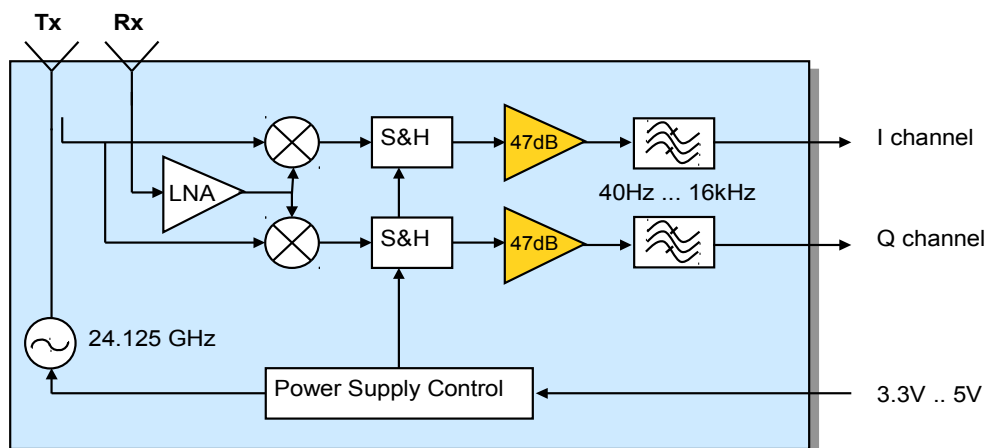 Tx
Rx
S&H
47dB
I channel
LNA
40Hz ... 16kHz
S&H
47dB
Q channel
24.125 GHz
Power Supply Control
3.3V .. 5V